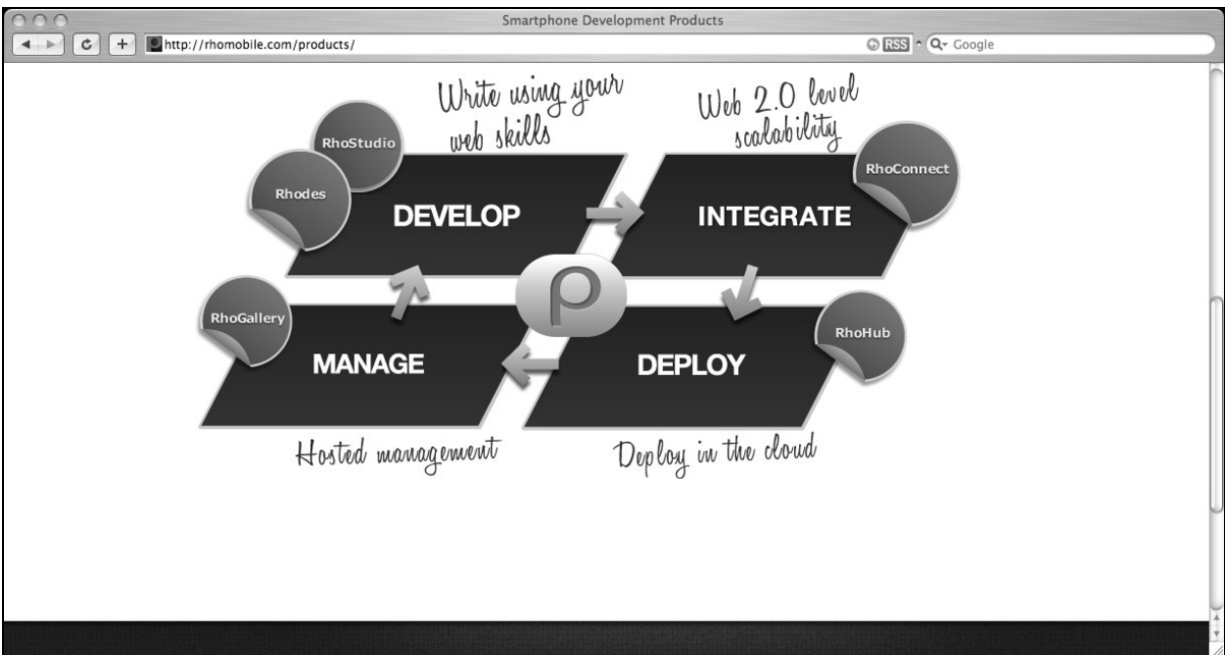 Smartphone Development Products
http://rhomobile.com/products/
RSS
Google
Write using your
web skills
Web 2.0 level
scalability
RhoStudio
Rhodes
RhoConnect
DEVELOP
INTEGRATE
RhoGallery
RhoHub
MANAGE
DEPLOY
Hosted management
Deploy in the cloud